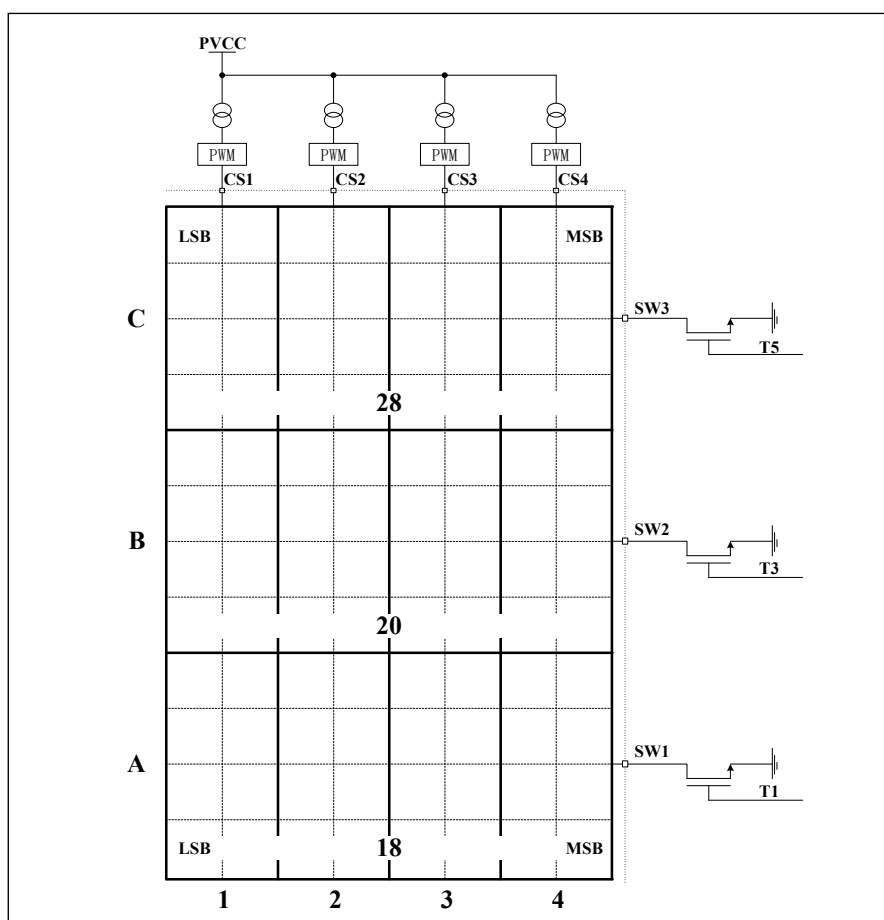 PVCC
PWM PWM PWM PWM
CS1 CS2 CS3 CS4
LSB MSB
C
SW3
T5
28
B
SW2
T3
20
A
SW1
T1
LSB 18 MSB
1 2 3 4